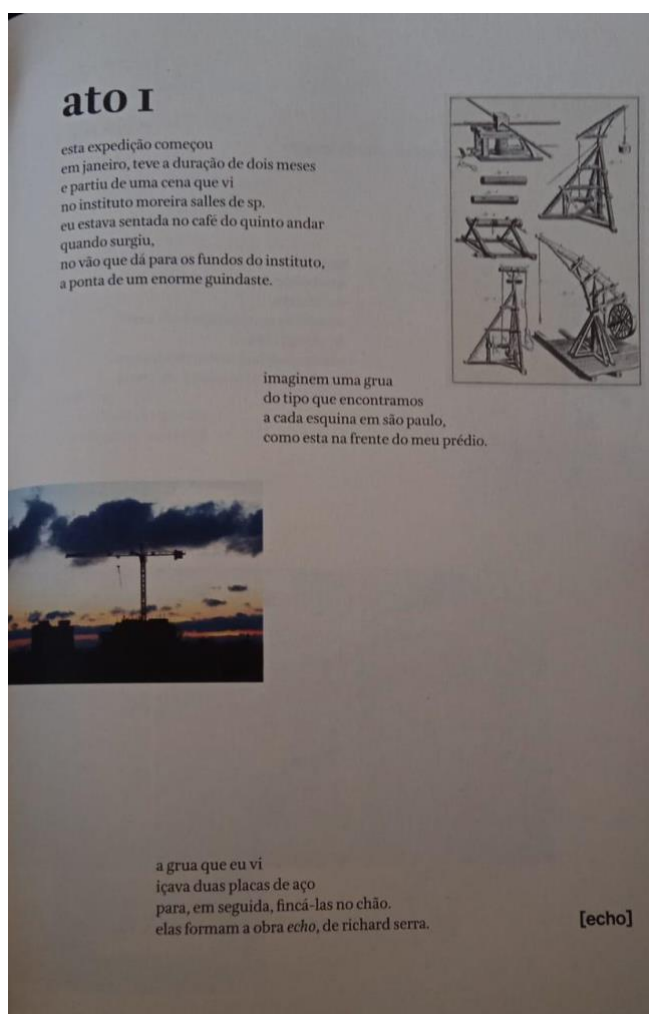 ato I
esta expedição começou
em janeiro, teve a duração de dois meses
e partiu de uma cena que vi
no instituto moreira salles de sp.
eu estava sentada no café do quinto andar
quando surgiu,
no vão que dá para os fundos do instituto,
a ponta de um enorme guindaste.
imaginem uma grua
do tipo que encontramos
a cada esquina em são paulo,
como esta na frente do meu prédio.
a grua que eu vi
içava duas placas de aço
para, em seguida, fincá-las no chão.
elas formam a obra echo, de richard serra.
[echo]